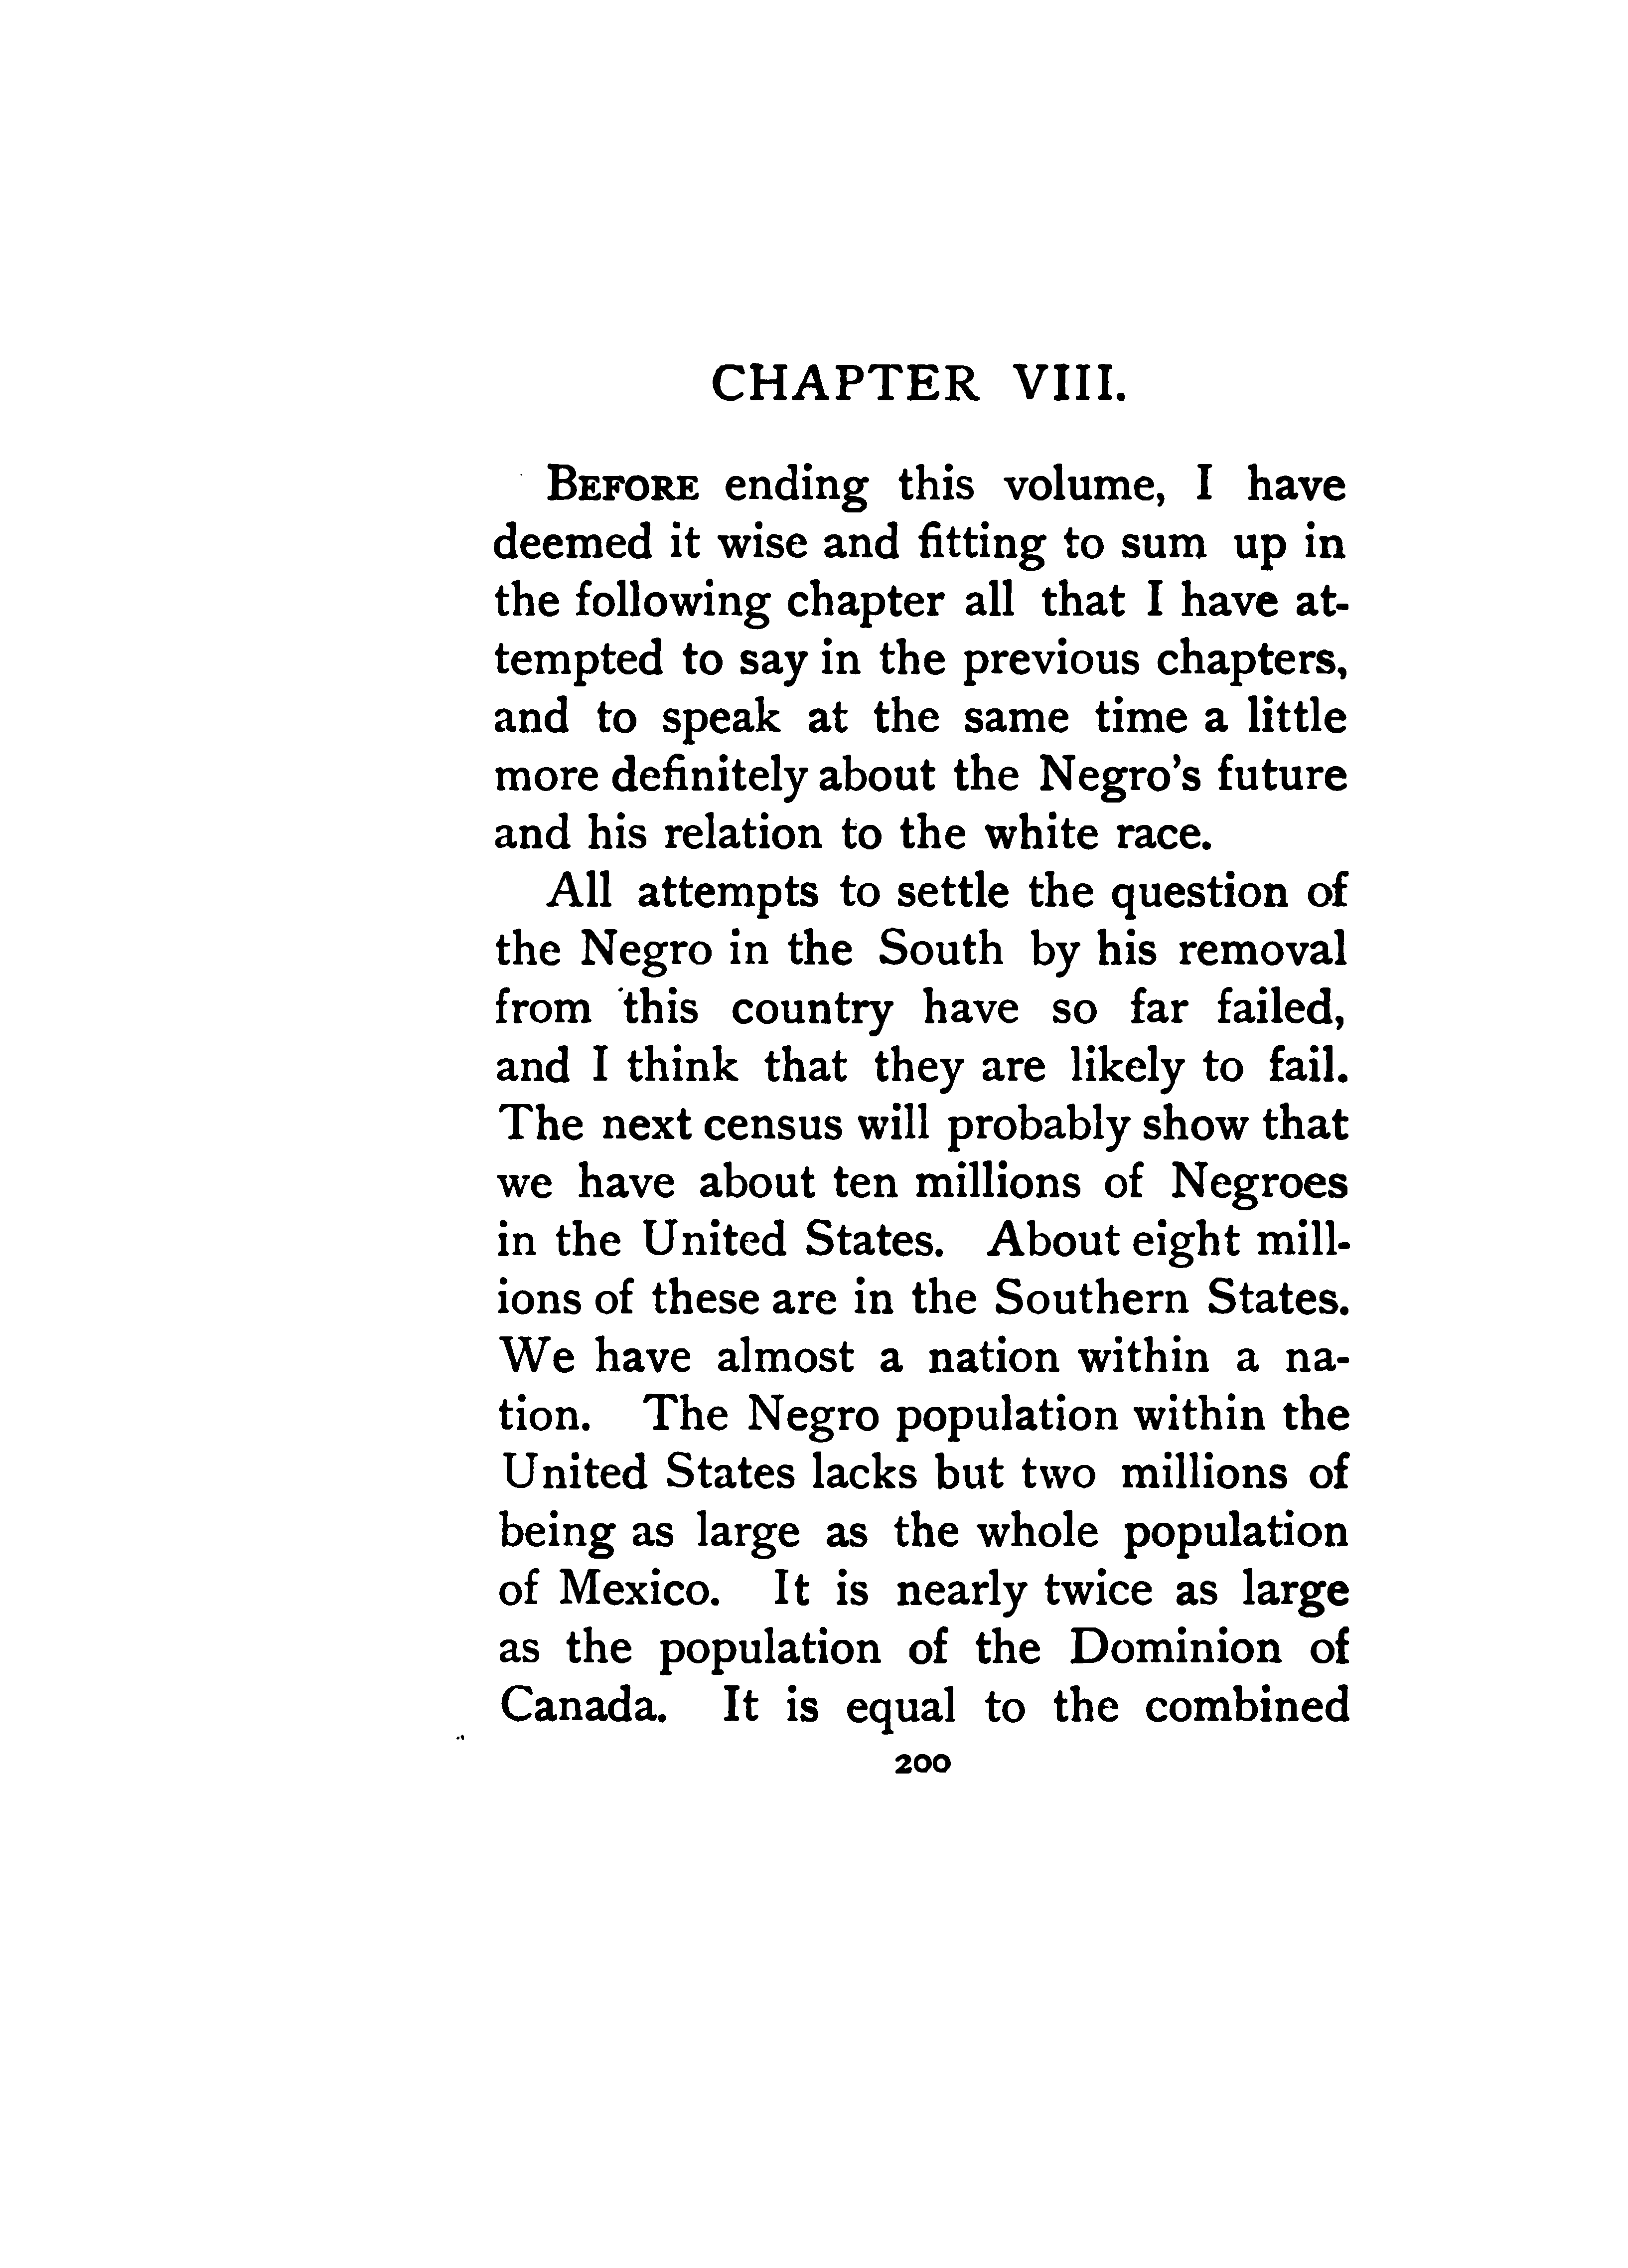 CHAPTER VIII.
BEFORE ending this volume, I have
deemed it wise and fitting to sum up in
the following chapter all that I have at-
tempted to say in the previous chapters,
and to speak at the same time a little
more definitely about the Negro's future
and his relation to the white race.
All attempts to settle the question of
the Negro in the South by his removal
from this country have so far failed,
and I think that they are likely to fail.
The next census will probably show that
we have about ten millions of Negroes
in the United States. About eight mill-
ions of these are in the Southern States.
We have almost a nation within a na-
tion. The Negro population within the
United States lacks but two millions of
being as large as the whole population
of Mexico. It is nearly twice as large
as the population of the Dominion of
Canada. It is equal to the combined
200